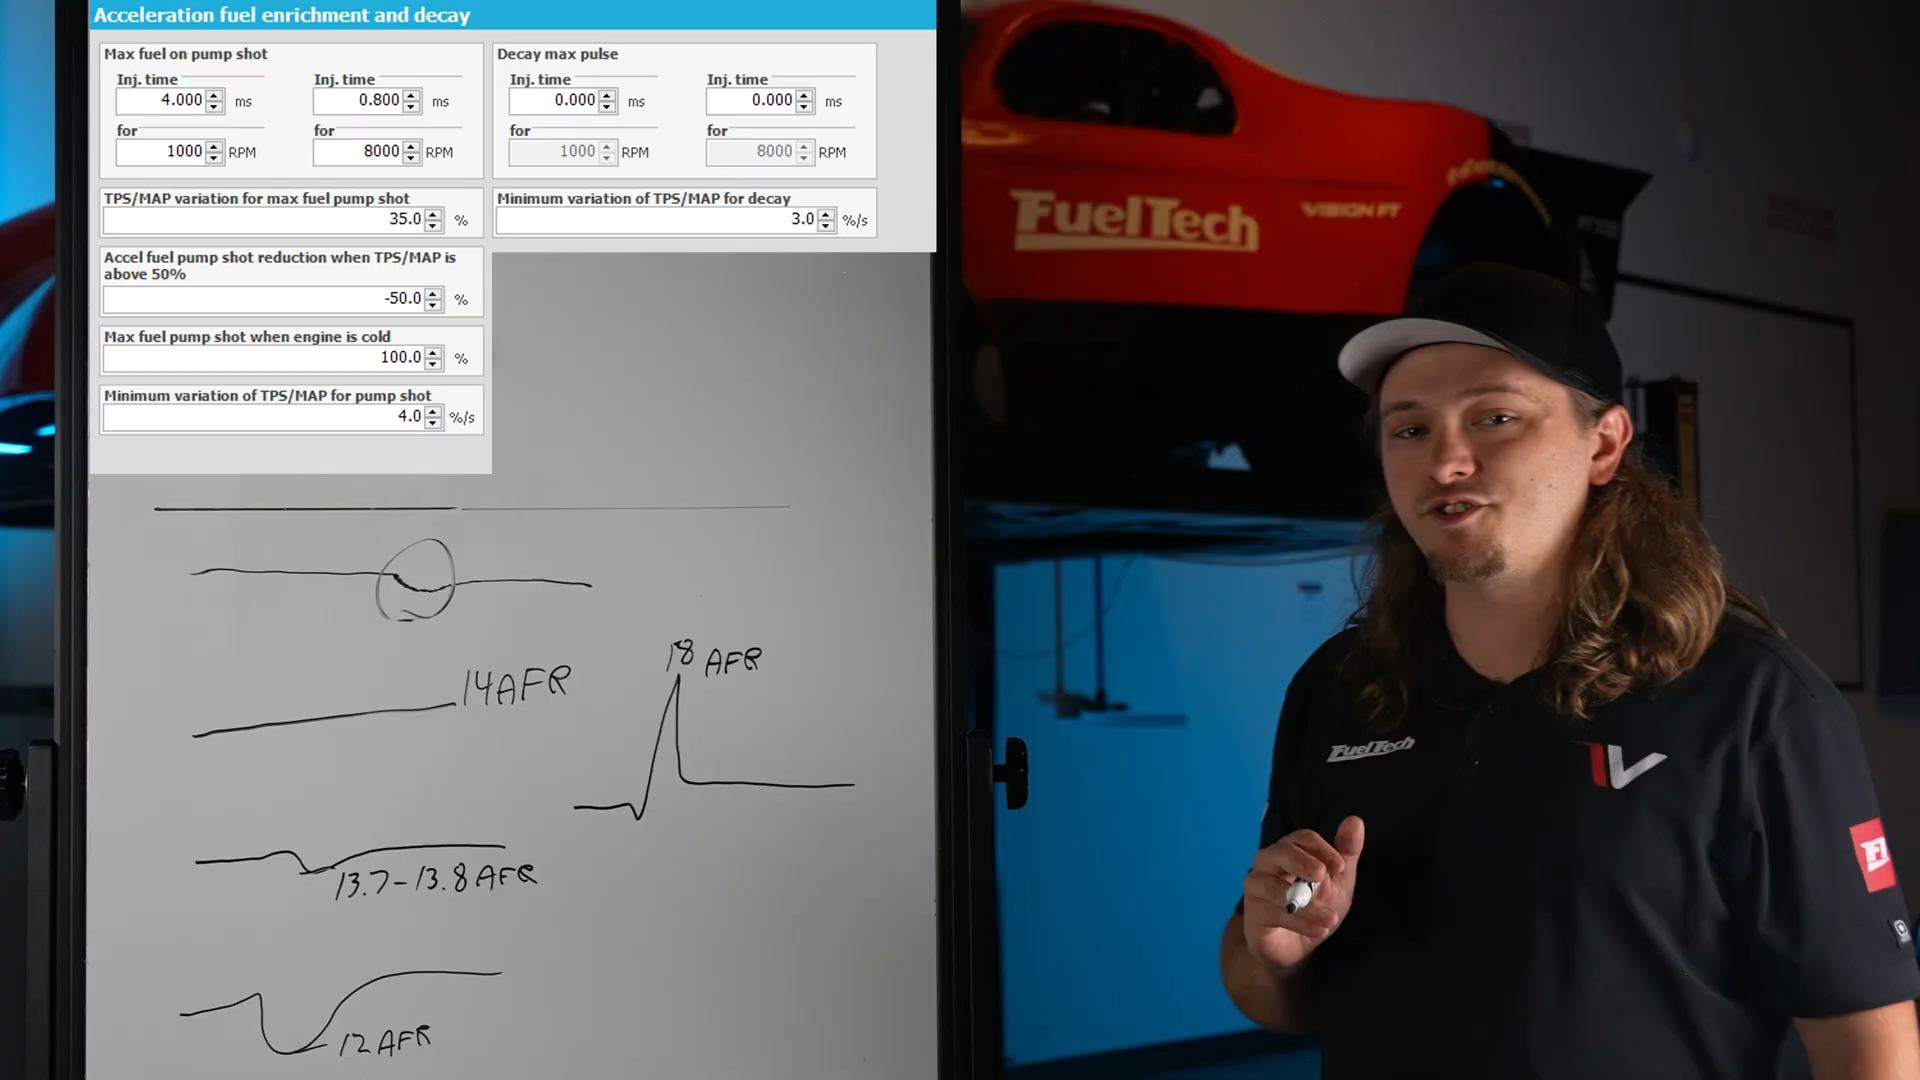 Acceleration fuel enrichment and decay
Max fuel on pump shot
Inj. time
4.000 ms
for
1000 RPM
Inj. time
0.800 ms
for
8000 RPM
Decay max pulse
Inj. time
0.000 ms
for
1000 RPM
Inj. time
0.000 ms
for
8000 RPM
TPS/MAP variation for max fuel pump shot
35.0 %
Minimum variation of TPS/MAP for decay
3.0 %/s
Accel fuel pump shot reduction when TPS/MAP is
above 50%
-50.0 %
Max fuel pump shot when engine is cold
100.0 %
Minimum variation of TPS/MAP for pump shot
4.0 %/s
14 AFR
18 AFR
13.7-13.8 AFR
12 AFR
FuelTech
VISION FT
FuelTech
FT